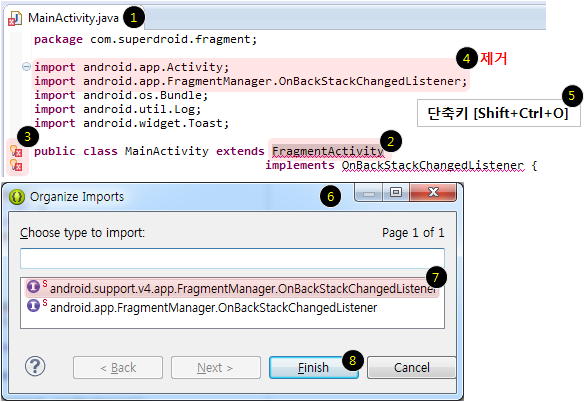 MainActivity.java 1
package com.superdroid.fragment;
import android.app.Activity;
4 제거
import android.app.FragmentManager.OnBackStackChangedListener;
import android.os.Bundle;
5
import android.util.Log;
단축키 [Shift+Ctrl+O]
import android.widget.Toast;
3
2
public class MainActivity extends FragmentActivity
implements OnBackStackChangedListener {
Organize Imports 6
Choose type to import: Page 1 of 1
7
S android.support.v4.app.FragmentManager.OnBackStackChangedListener
S android.app.FragmentManager.OnBackStackChangedListener
8
? < Back Next > Finish Cancel